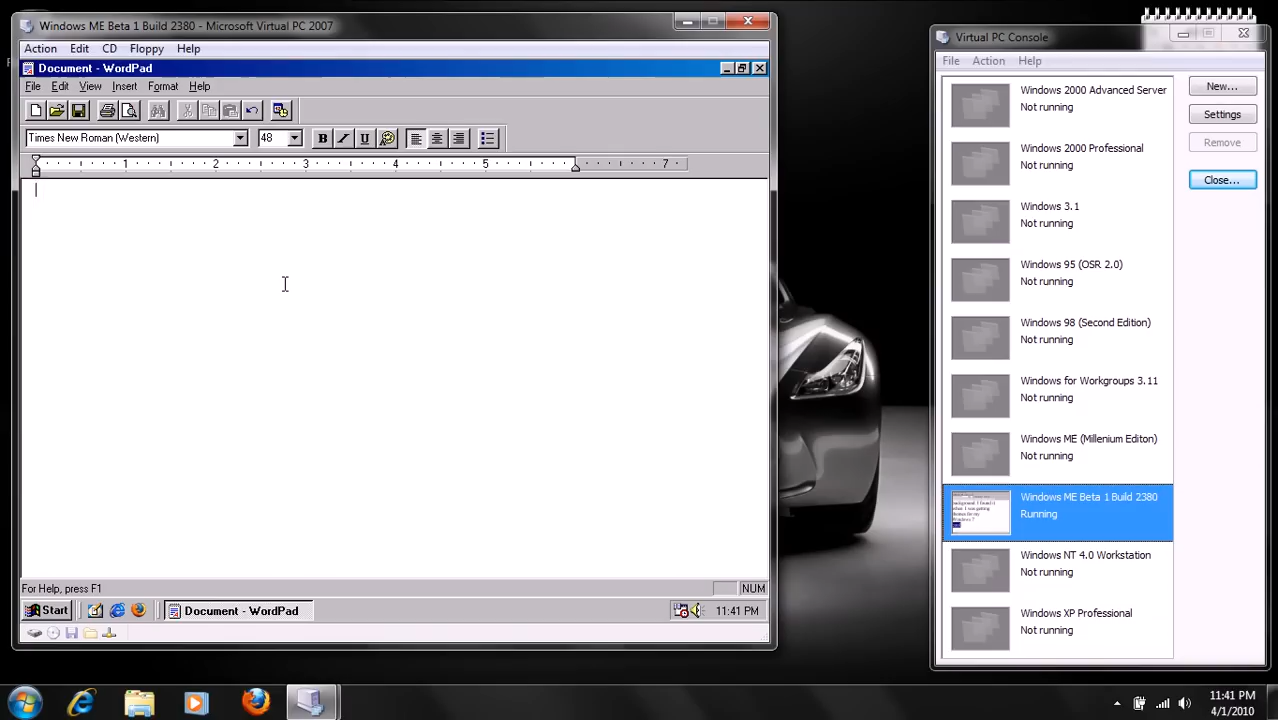 Windows ME Beta 1 Build 2380 - Microsoft Virtual PC 2007
Action Edit CD Floppy Help
Document - WordPad
File Edit View Insert Format Help
Times New Roman (Western) 48 B I U
1 2 3 4 5 7
For Help, press F1 NUM
Start Document - WordPad 11:41 PM
Virtual PC Console
File Action Help
Windows 2000 Advanced Server
Not running
Windows 2000 Professional
Not running
Windows 3.1
Not running
Windows 95 (OSR 2.0)
Not running
Windows 98 (Second Edition)
Not running
Windows for Workgroups 3.11
Not running
Windows ME (Millenium Editon)
Not running
Windows ME Beta 1 Build 2380
Running
Windows NT 4.0 Workstation
Not running
Windows XP Professional
Not running
New...
Settings
Remove
Close...
11:41 PM
4/1/2010